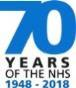 70
YEARS
OF THE NHS
1948 - 2018